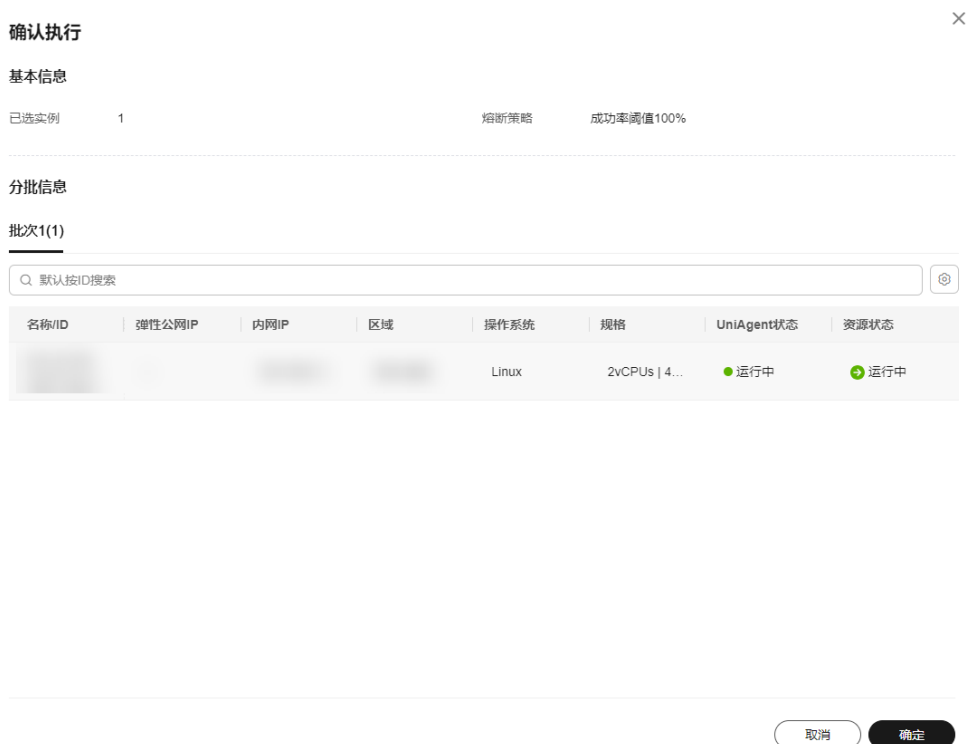 确认执行
基本信息
已选实例 1 熔断策略 成功率阈值100%
分批信息
批次1(1)
默认按ID搜索
名称/ID 弹性公网IP 内网IP 区域 操作系统 规格 UniAgent状态 资源状态
Linux 2vCPUs | 4... 运行中 运行中
取消 确定